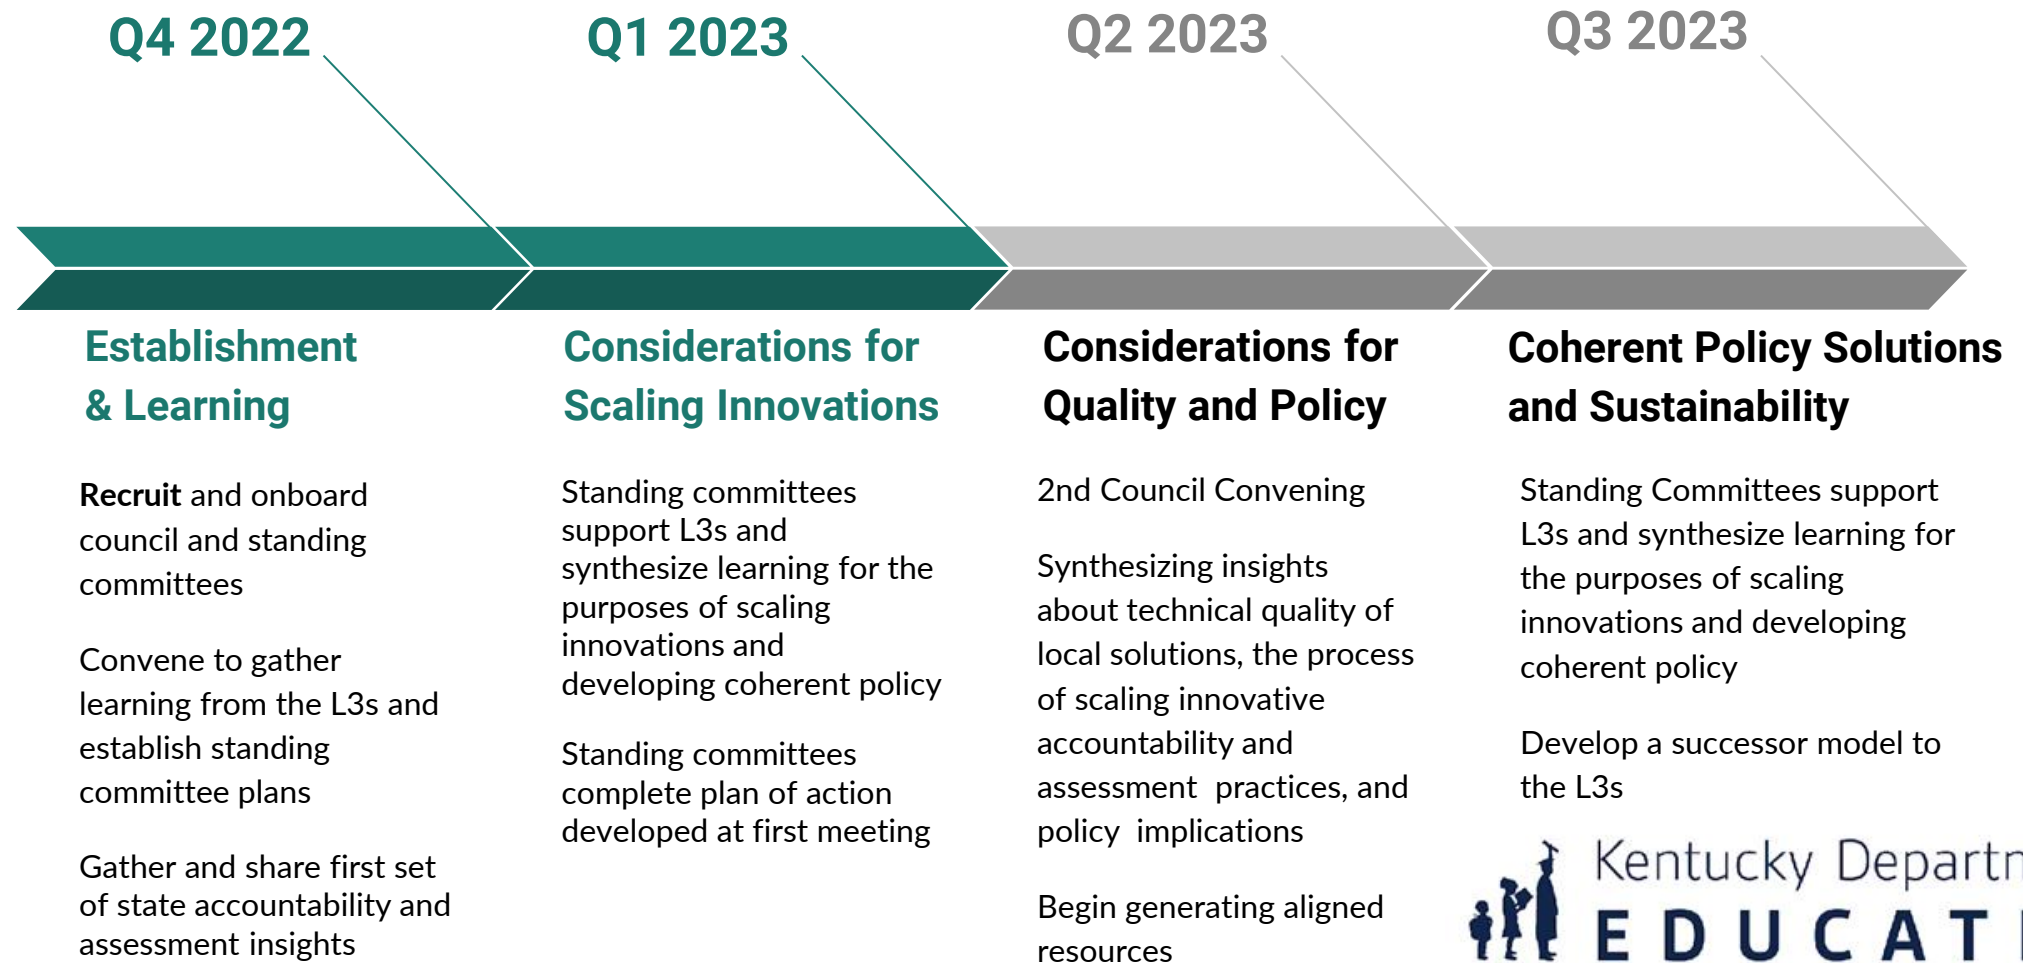 Q4 2022
Q1 2023
Q2 2023
Q3 2023
Establishment
& Learning
Recruit and onboard
council and standing
committees
Convene to gather
learning from the L3s and
establish standing
committee plans
Gather and share first set
of state accountability and
assessment insights
Considerations for
Scaling Innovations
Standing committees
support L3s and
synthesize learning for the
purposes of scaling
innovations and
developing coherent policy
Standing committees
complete plan of action
developed at first meeting
Considerations for
Quality and Policy
2nd Council Convening
Synthesizing insights
about technical quality of
local solutions, the process
of scaling innovative
accountability and
assessment  practices, and
policy  implications
Begin generating aligned
resources
Coherent Policy Solutions
and Sustainability
Standing Committees support
L3s and synthesize learning for
the purposes of scaling
innovations and developing
coherent policy
Develop a successor model to
the L3s
Kentucky Departm
EDUCATI